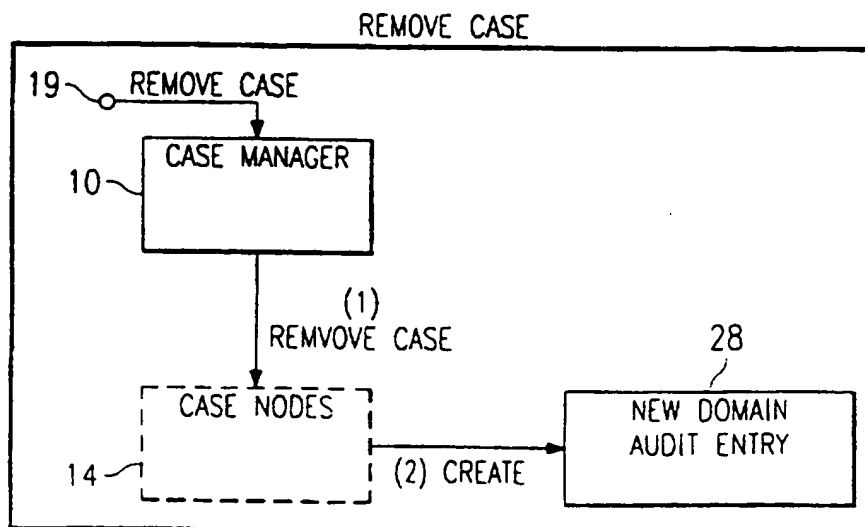 REMOVE CASE
19
REMOVE CASE
CASE MANAGER
10
(1)
REMVOVE CASE
28
CASE NODES
NEW DOMAIN
AUDIT ENTRY
14
(2) CREATE